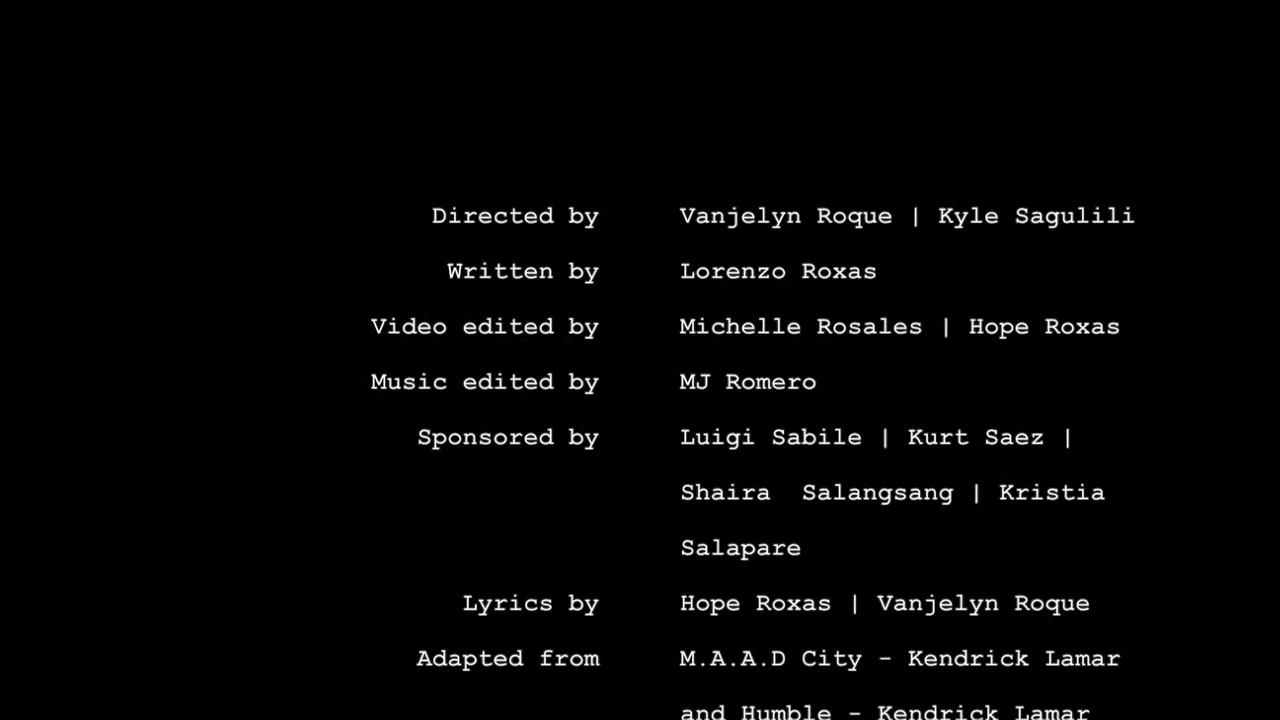 Directed by Vanjelyn Roque | Kyle Sagulili
Written by Lorenzo Roxas
Video edited by Michelle Rosales | Hope Roxas
Music edited by MJ Romero
Sponsored by Luigi Sabile | Kurt Saez |
Shaira Salangsang | Kristia
Salapare
Lyrics by Hope Roxas | Vanjelyn Roque
Adapted from M.A.A.D City - Kendrick Lamar
and Humble - Kendrick Lamar